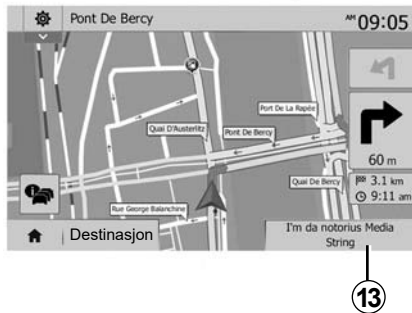 Pont De Bercy
AM 09:05
Port De La Rapée
Quai D'Austerlitz
Pont De Bercy
60 m
Quai De Bercy
3.1 km
9:11 am
Rue George Balanchine
Destinasjon
I'm da notorius Media
String
13